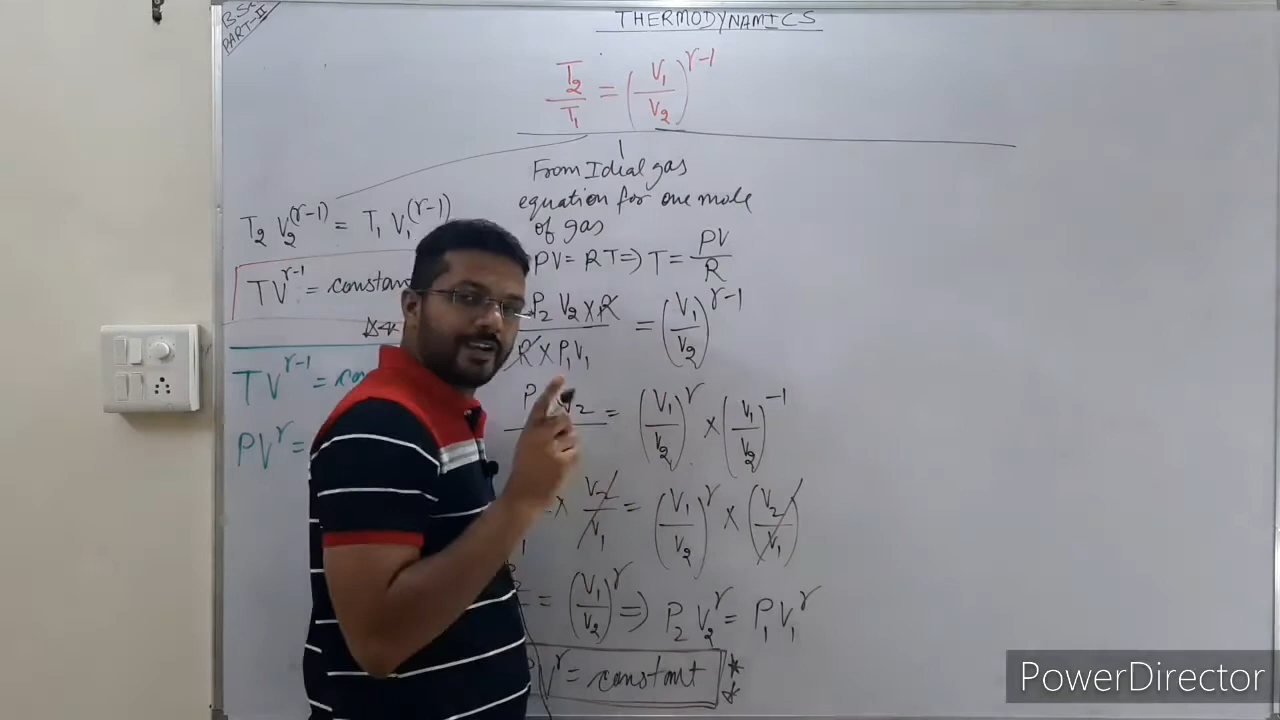 B.Sc
PART-II
THERMODYNAMICS
T₂/T₁ = (V₁/V₂)^γ-1
T₂ V₂^(γ-1) = T₁ V₁^(γ-1)
TV^γ-1 = constan
TV^γ-1 = co
PV^γ =
From Idial gas
equation for one mole
of gas
PV = RT ⇒ T = PV/R
P₂ V₂ × R / R × P₁ V₁ = (V₁/V₂)^γ-1
P V₂ = (V₁/V₂)^γ × (V₁/V₂)^-1
× V₂/V₁ = (V₁/V₂)^γ × (V₂/V₁)
= (V₁/V₂)^γ ⇒ P₂ V₂^γ = P₁ V₁^γ
V^γ = constant
PowerDirector